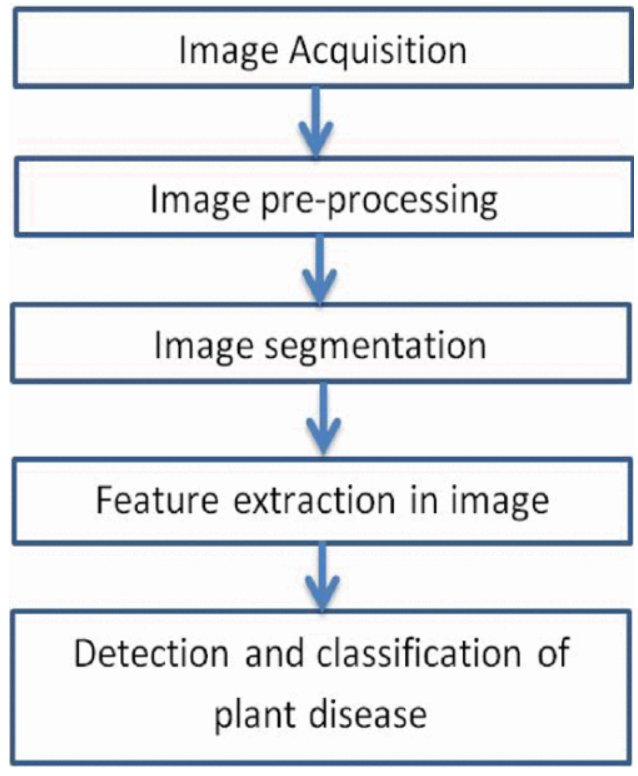 Image Acquisition
Image pre-processing
Image segmentation
Feature extraction in image
Detection and classification of
plant disease